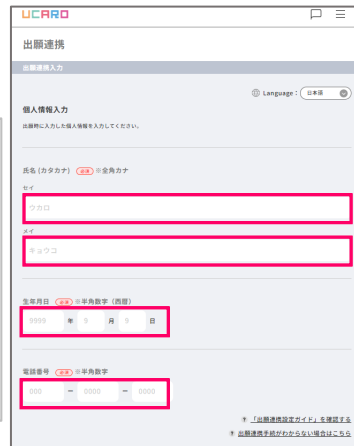 UCARO
出願連携
出願連携入力
Language： 日本語
個人情報入力
出願時に入力した個人情報を入力してください。
氏名 (カタカナ) 必須 ※全角カナ
セイ
ウカロ
メイ
キョウコ
生年月日 必須 ※半角数字（西暦）
9999 年 9 月 9 日
電話番号 必須 ※半角数字
000 － 0000 － 0000
「出願連携設定ガイド」を確認する
出願連携手続がわからない場合はこちら